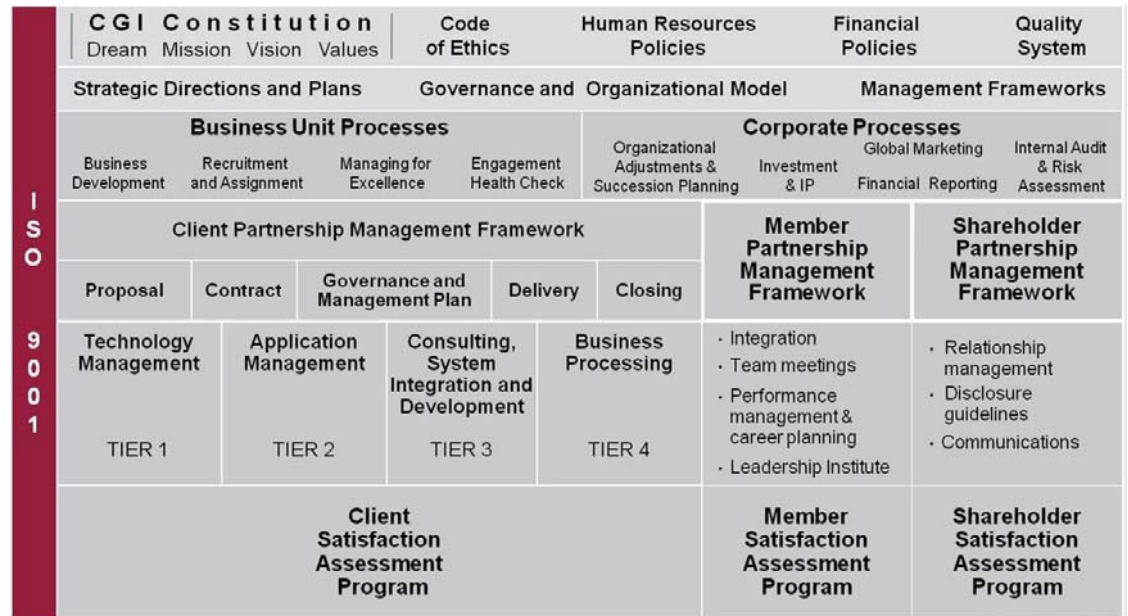 ISO 9001
CGI Constitution
Dream Mission Vision Values
Code
of Ethics
Human Resources
Policies
Financial
Policies
Quality
System
Strategic Directions and Plans
Governance and Organizational Model
Management Frameworks
Business Unit Processes
Business
Development
Recruitment
and Assignment
Managing for
Excellence
Engagement
Health Check
Corporate Processes
Organizational
Adjustments &
Succession Planning
Investment
& IP
Global Marketing
Financial Reporting
Internal Audit
& Risk
Assessment
Client Partnership Management Framework
Proposal
Contract
Governance and
Management Plan
Delivery
Closing
Member
Partnership
Management
Framework
Shareholder
Partnership
Management
Framework
Technology
Management
TIER 1
Application
Management
TIER 2
Consulting,
System
Integration and
Development
TIER 3
Business
Processing
TIER 4
· Integration
· Team meetings
· Performance
management &
career planning
· Leadership Institute
· Relationship
management
· Disclosure
guidelines
· Communications
Client
Satisfaction
Assessment
Program
Member
Satisfaction
Assessment
Program
Shareholder
Satisfaction
Assessment
Program